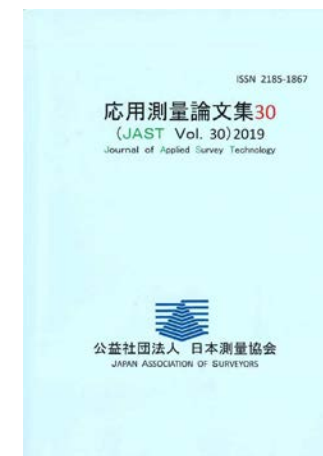 ISSN 2185-1867
応用測量論文集30
(JAST Vol. 30)2019
Journal of Applied Survey Technology
公益社団法人 日本測量協会
JAPAN ASSOCIATION OF SURVEYORS